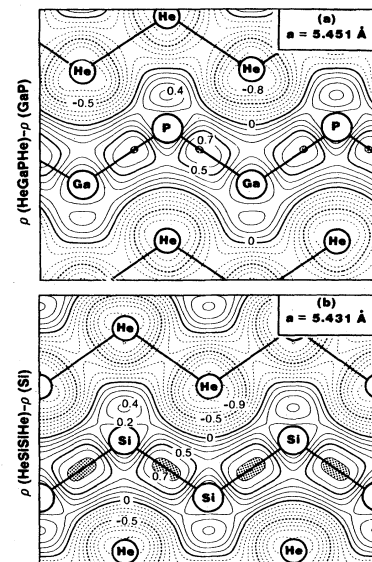 (a)
a = 5.451 Å
He
He
He
-0.5
0.4
-0.8
0
P
P
0.7
0.5
Ga
Ga
He
He
0
ρ (HeGaPHe)-ρ (GaP)
(b)
a = 5.431 Å
He
He
0.4
-0.9
-0.5
0.2
0
Si
Si
0.5
0.7
Si
Si
0
-0.5
He
He
ρ (HeSiSiHe)-ρ (Si)